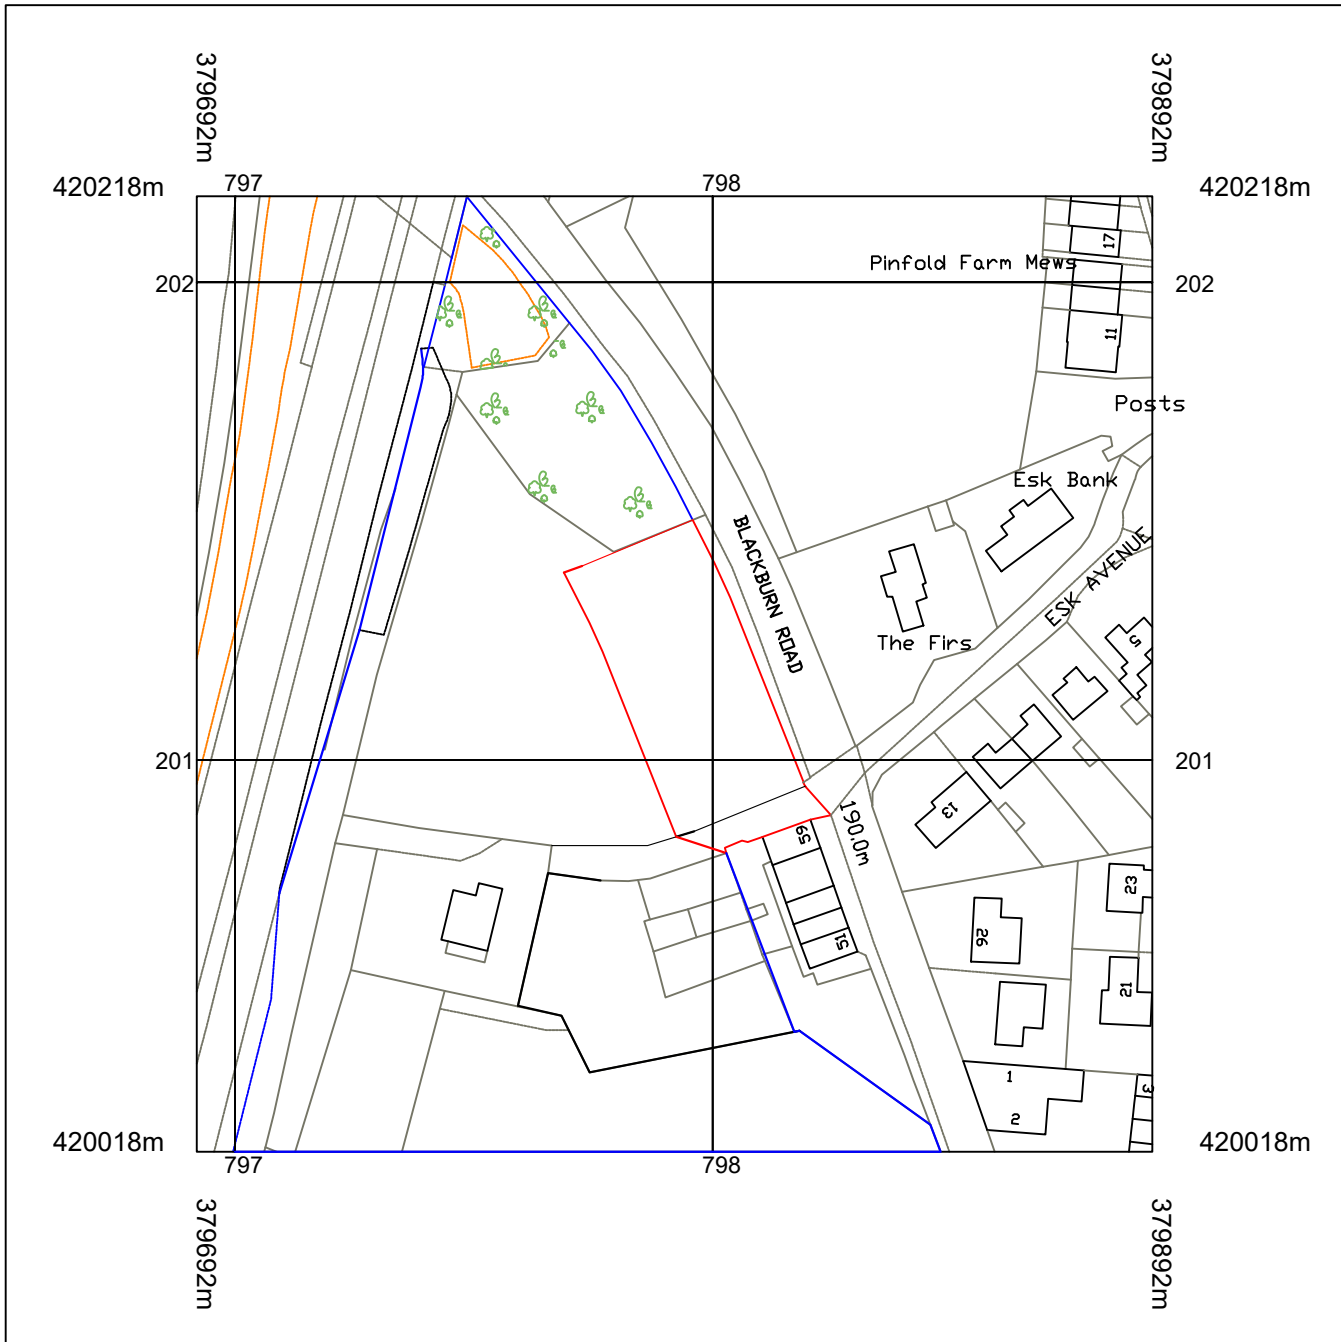 379692m
379892m
420218m
797
798
420218m
17
Pinfold Farm Mews
202
202
11
Posts
Esk Bank
BLACKBURN ROAD
ESK AVENUE
The Firs
5
201
201
190.0m
13
59
23
51
26
21
1
3
2
420018m
797
798
420018m
379692m
379892m